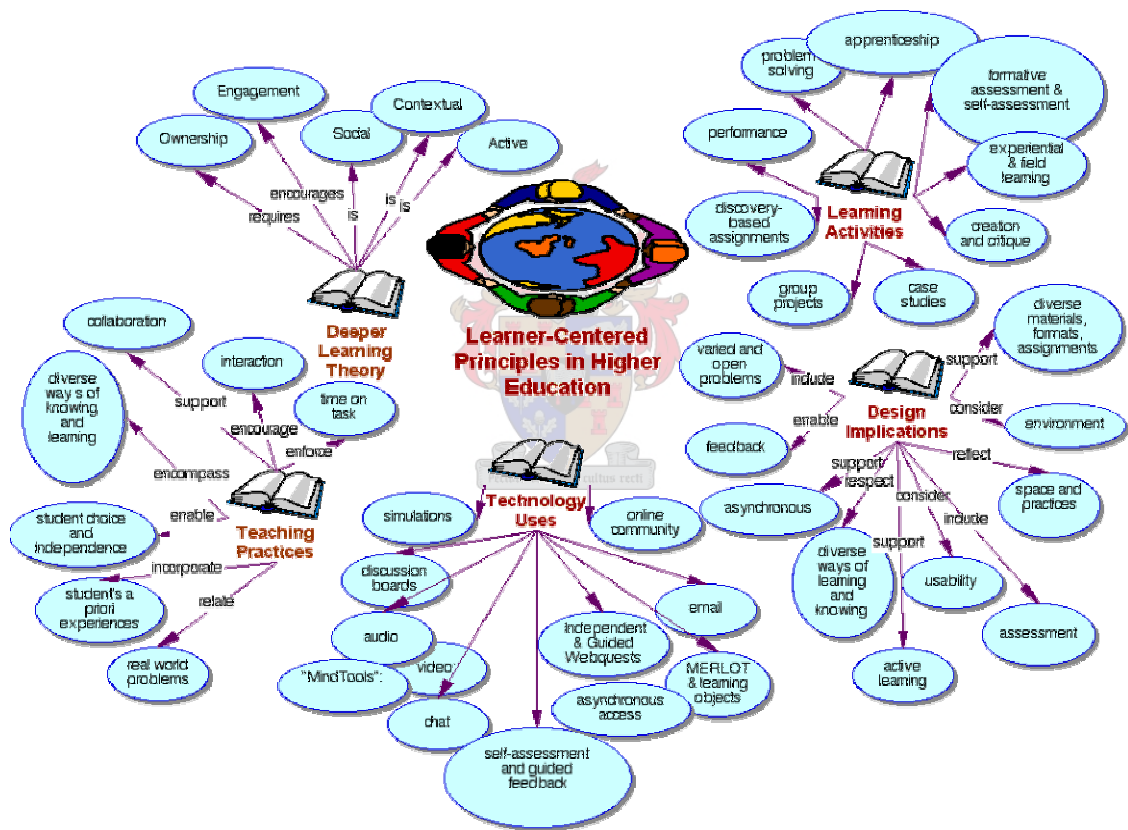 apprenticeship
problem
solving
formative
assessment &
self-assessment
Engagement
Contextual
Social
Ownership
Active
performance
experiential
& field
learning
encourages
is
is
is
requires
discovery-
based
assignments
Learning
Activities
creation
and critique
group
projects
case
studies
Deeper
Learning
Theory
Learner-Centered
Principles in Higher
Education
collaboration
interaction
diverse
ways of
knowing
and
learning
support
time on
task
encourage
enforce
encompass
enable
student choice
and
independence
Teaching
Practices
incorporate
student's a
priori
experiences
relate
real world
problems
varied and
open
problems
include
enable
feedback
support
diverse
materials,
formats,
assignments
Design
Implications
consider
environment
reflect
space and
practices
support
respect
consider
include
support
asynchronous
diverse
ways of
learning
and
knowing
usability
assessment
active
learning
cultus recti
Technology
Uses
simulations
online
community
discussion
boards
email
audio
independent
& Guided
Webquests
"MindTools":
video
MERLOT
& learning
objects
chat
asynchronous
access
self-assessment
and guided
feedback